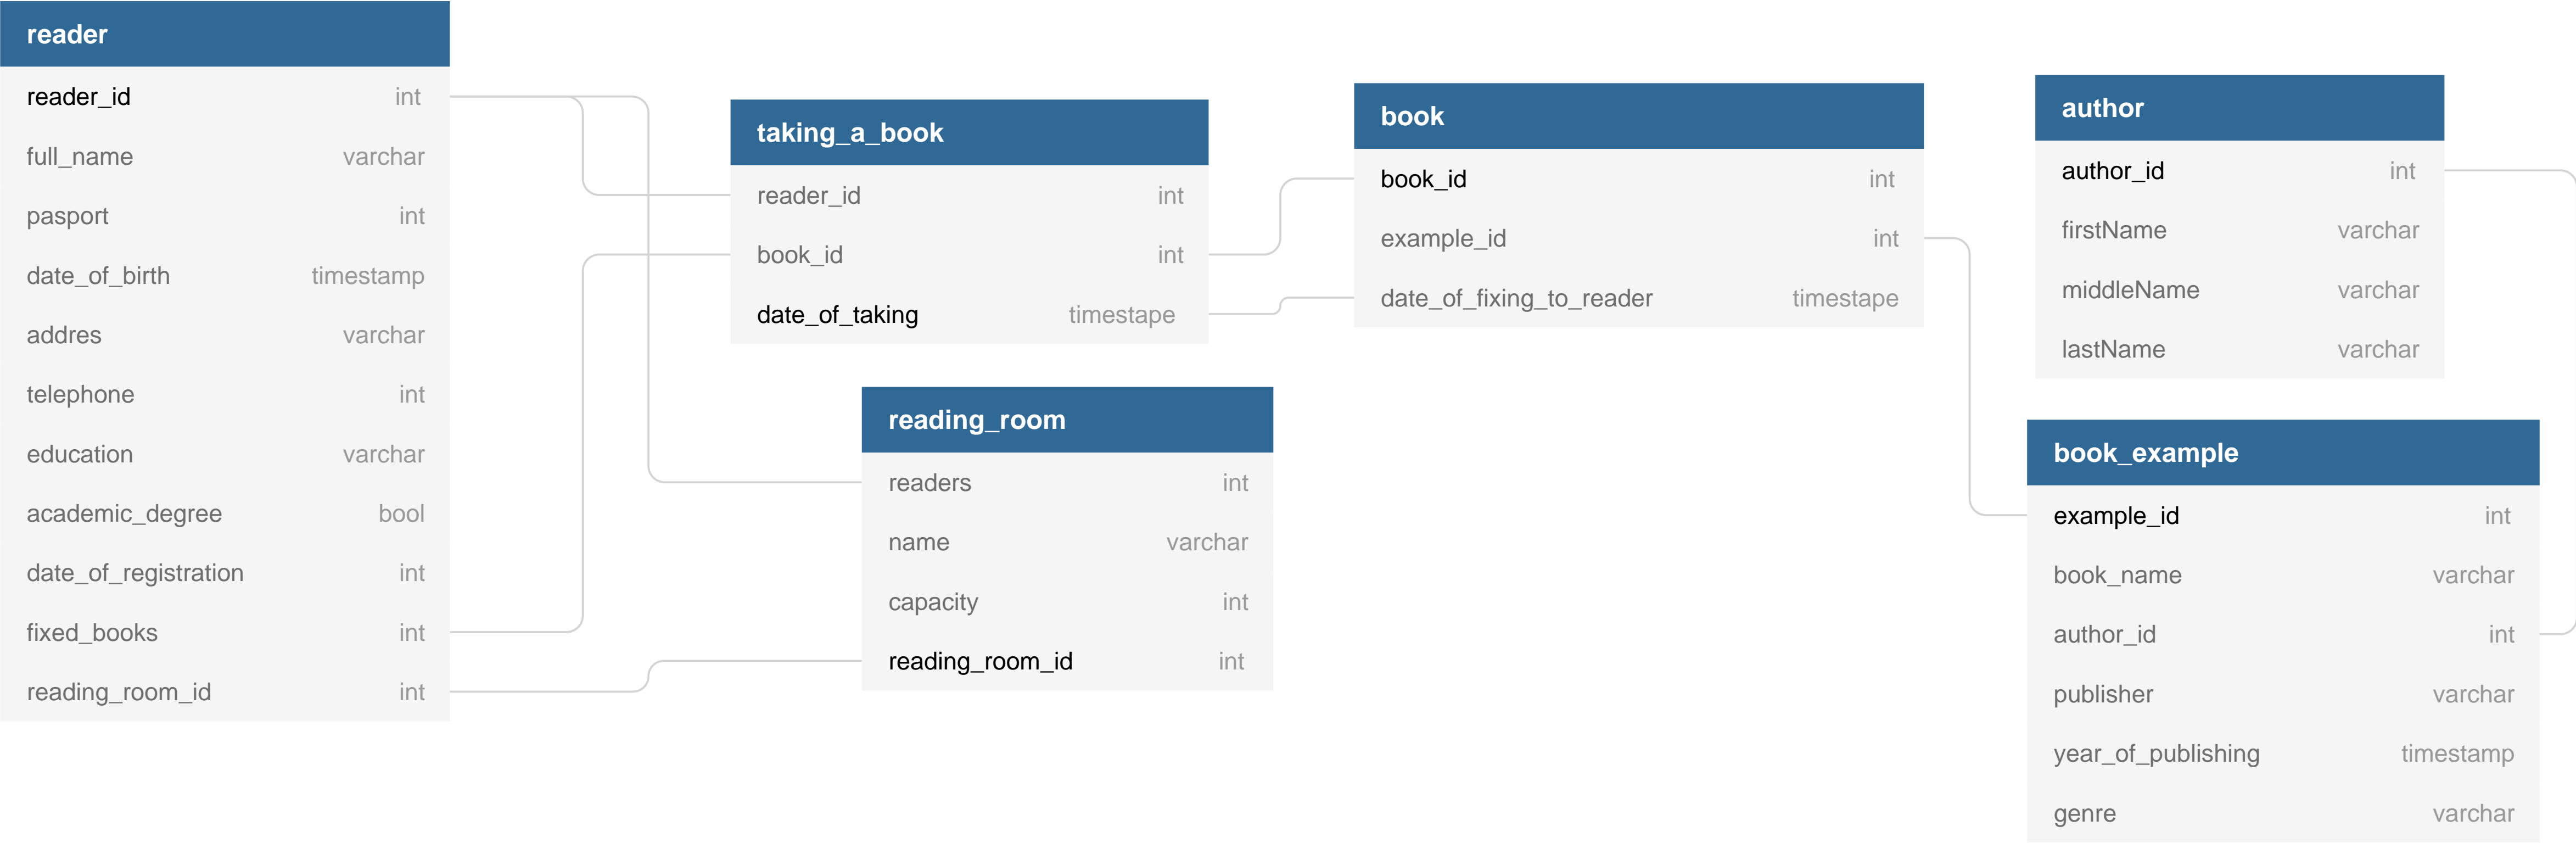 reader
reader_id int
full_name varchar
pasport int
date_of_birth timestamp
addres varchar
telephone int
education varchar
academic_degree bool
date_of_registration int
fixed_books int
reading_room_id int
taking_a_book
reader_id int
book_id int
date_of_taking timestape
reading_room
readers int
name varchar
capacity int
reading_room_id int
book
book_id int
example_id int
date_of_fixing_to_reader timestape
author
author_id int
firstName varchar
middleName varchar
lastName varchar
book_example
example_id int
book_name varchar
author_id int
publisher varchar
year_of_publishing timestamp
genre varchar